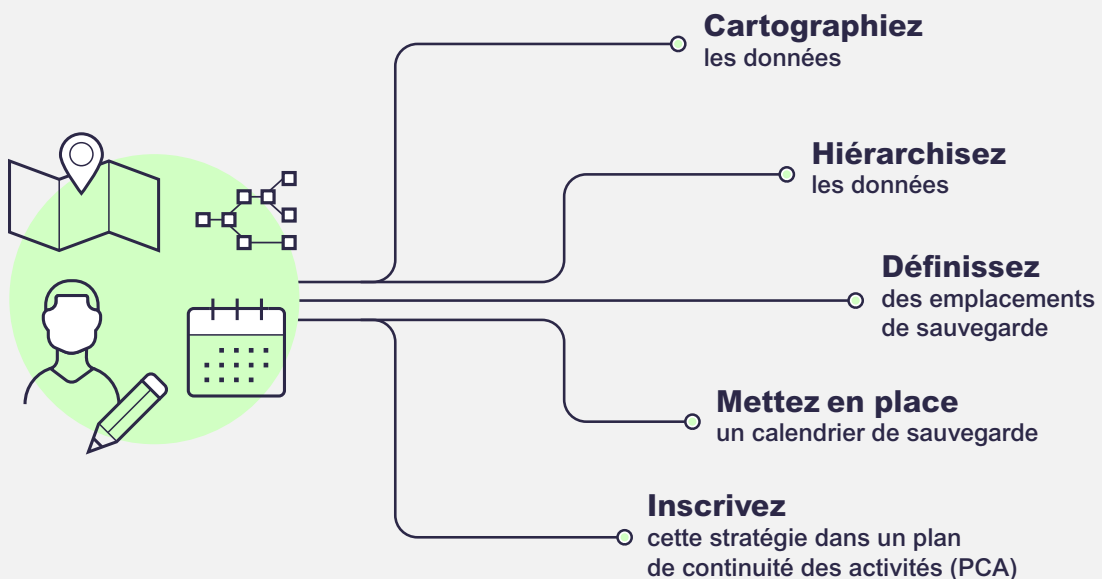 Cartographiez
les données
Hiérarchisez
les données
Définissez
des emplacements
de sauvegarde
Mettez en place
un calendrier de sauvegarde
Inscrivez
cette stratégie dans un plan
de continuité des activités (PCA)